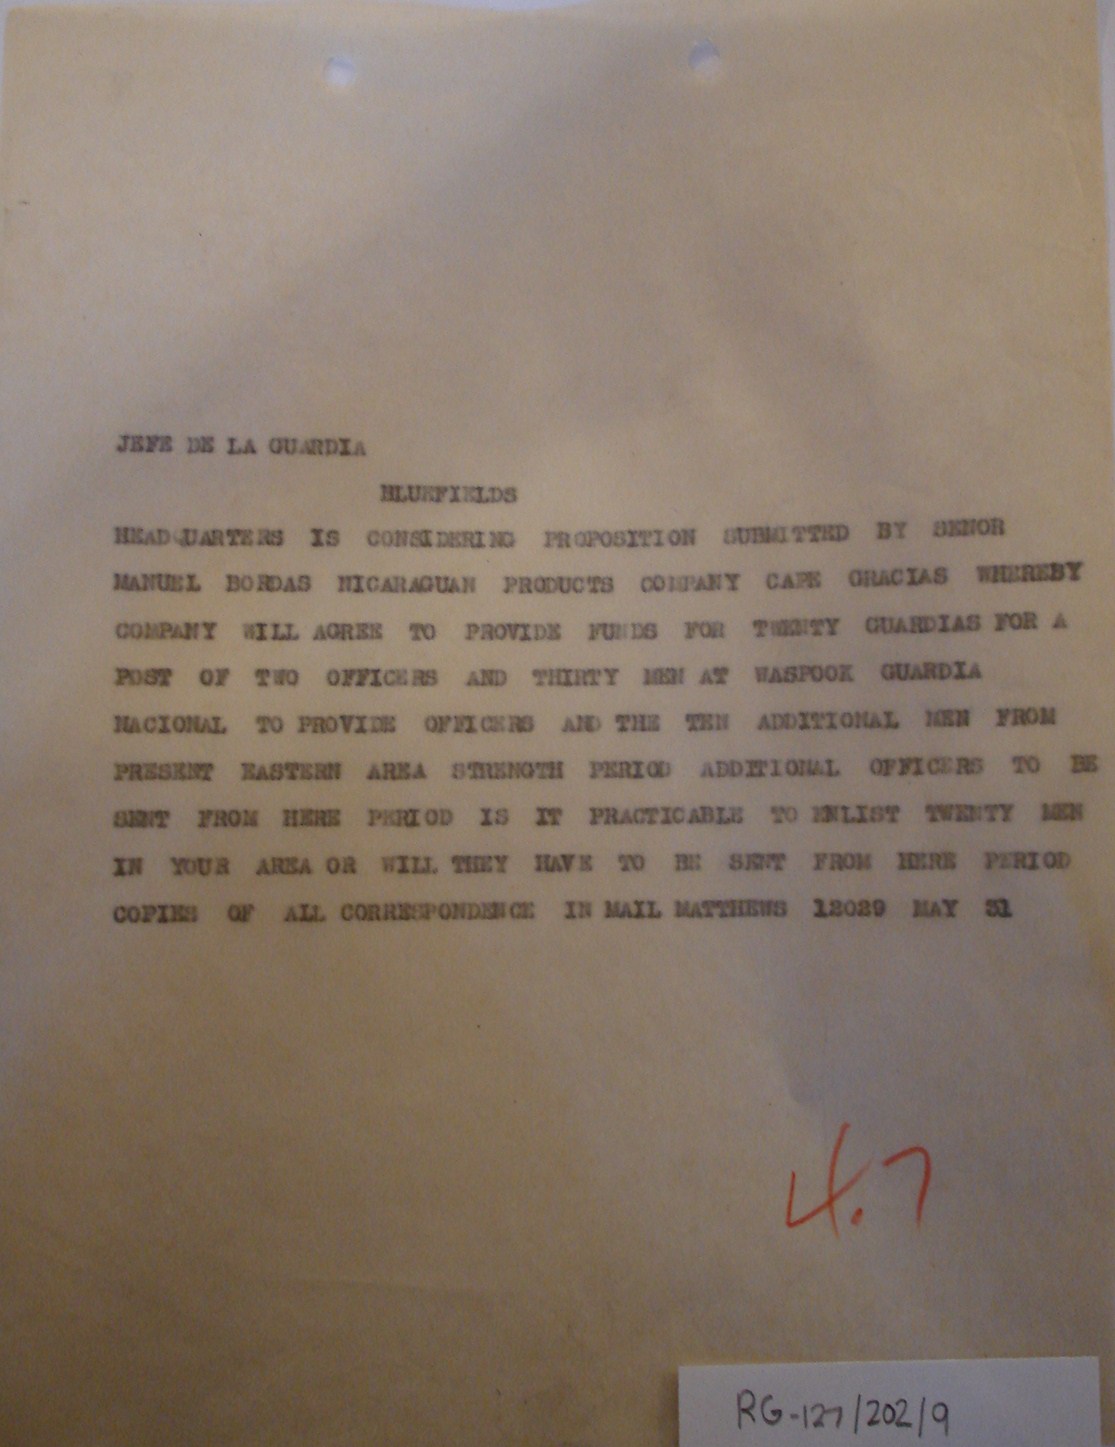 JEFE DE LA GUARDIA
BLUEFIELDS
HEADQUARTERS IS CONSIDERING PROPOSITION SUBMITTED BY SENOR
MANUEL BORDAS NICARAGUAN PRODUCTS COMPANY CAPE GRACIAS WHEREBY
COMPANY WILL AGREE TO PROVIDE FUNDS FOR TWENTY GUARDIAS FOR A
POST OF TWO OFFICERS AND THIRTY MEN AT WASPOOK GUARDIA
NACIONAL TO PROVIDE OFFICERS AND THE TEN ADDITIONAL MEN FROM
PRESENT EASTERN AREA STRENGTH PERIOD ADDITIONAL OFFICERS TO BE
SENT FROM HERE PERIOD IS IT PRACTICABLE TO ENLIST TWENTY MEN
IN YOUR AREA OR WILL THEY HAVE TO BE SENT FROM HERE PERIOD
COPIES OF ALL CORRESPONDENCE IN MAIL MATTHEWS 12029 MAY 31
4.7
RG-127/202/9